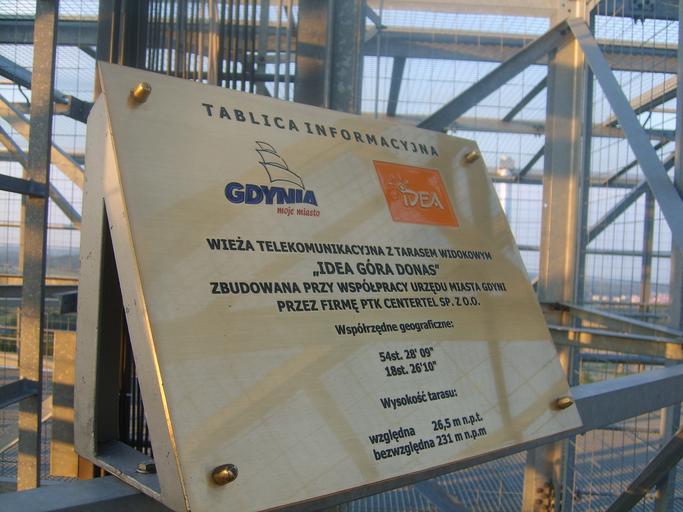 TABLICA INFORMACYJNA
GDYNIA
moje miasto
IDEA
WIEŻA TELEKOMUNIKACYJNA Z TARASEM WIDOKOWYM
„IDEA GÓRA DONAS"
ZBUDOWANA PRZY WSPÓŁPRACY URZĘDU MIASTA GDYNI
PRZEZ FIRMĘ PTK CENTERTEL SP. Z O.O.
Współrzędne geograficzne:
54st. 28' 09"
18st. 26'10"
Wysokość tarasu:
względna 26,5 m n.p.t.
bezwzględna 231 m n.p.m